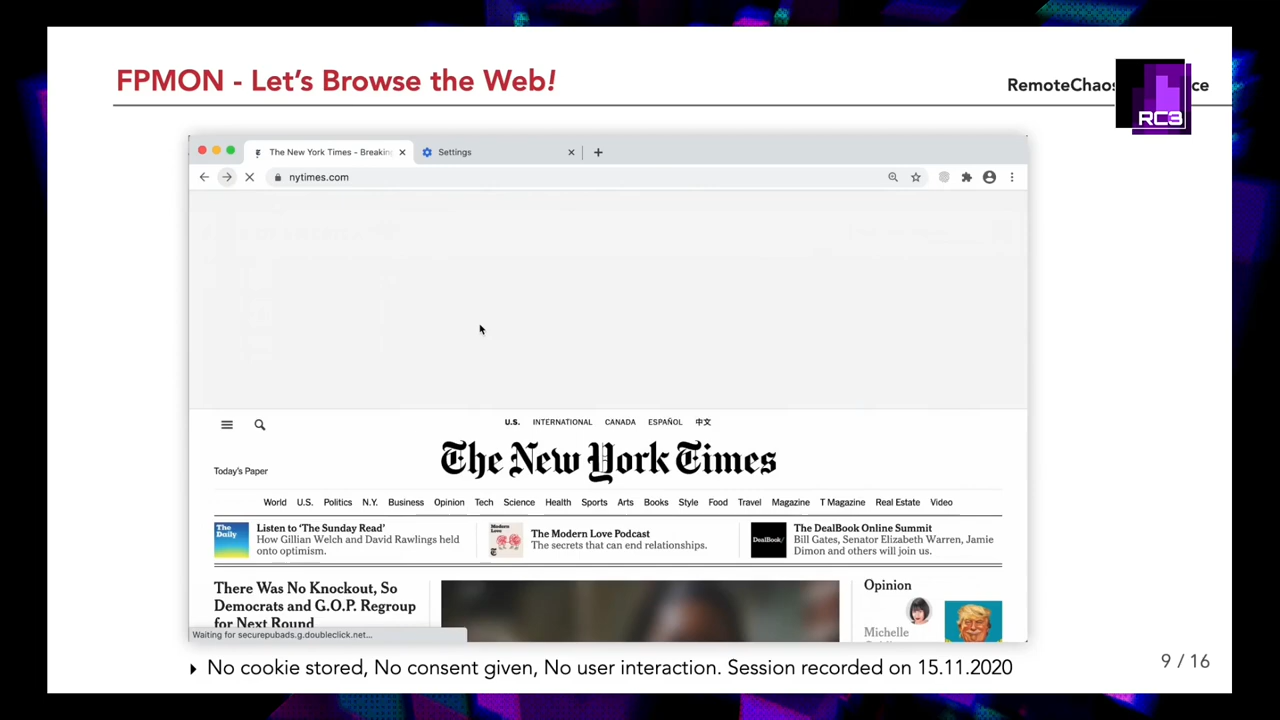 FPMON - Let's Browse the Web!
RemoteChaos
ce
RC3
The New York Times - Breakin
Settings
nytimes.com
U.S. INTERNATIONAL CANADA ESPAÑOL 中文
The New York Times
Today's Paper
World U.S. Politics N.Y. Business Opinion Tech Science Health Sports Arts Books Style Food Travel Magazine T Magazine Real Estate Video
The Daily
Listen to 'The Sunday Read'
How Gillian Welch and David Rawlings held
onto optimism.
Modern Love
The Modern Love Podcast
The secrets that can end relationships.
DealBook/
The DealBook Online Summit
Bill Gates, Senator Elizabeth Warren, Jamie
Dimon and others will join us.
There Was No Knockout, So
Democrats and G.O.P. Regroup
for Next Round
Opinion
Michelle
Waiting for securepubads.g.doubleclick.net...
No cookie stored, No consent given, No user interaction. Session recorded on 15.11.2020
9 / 16